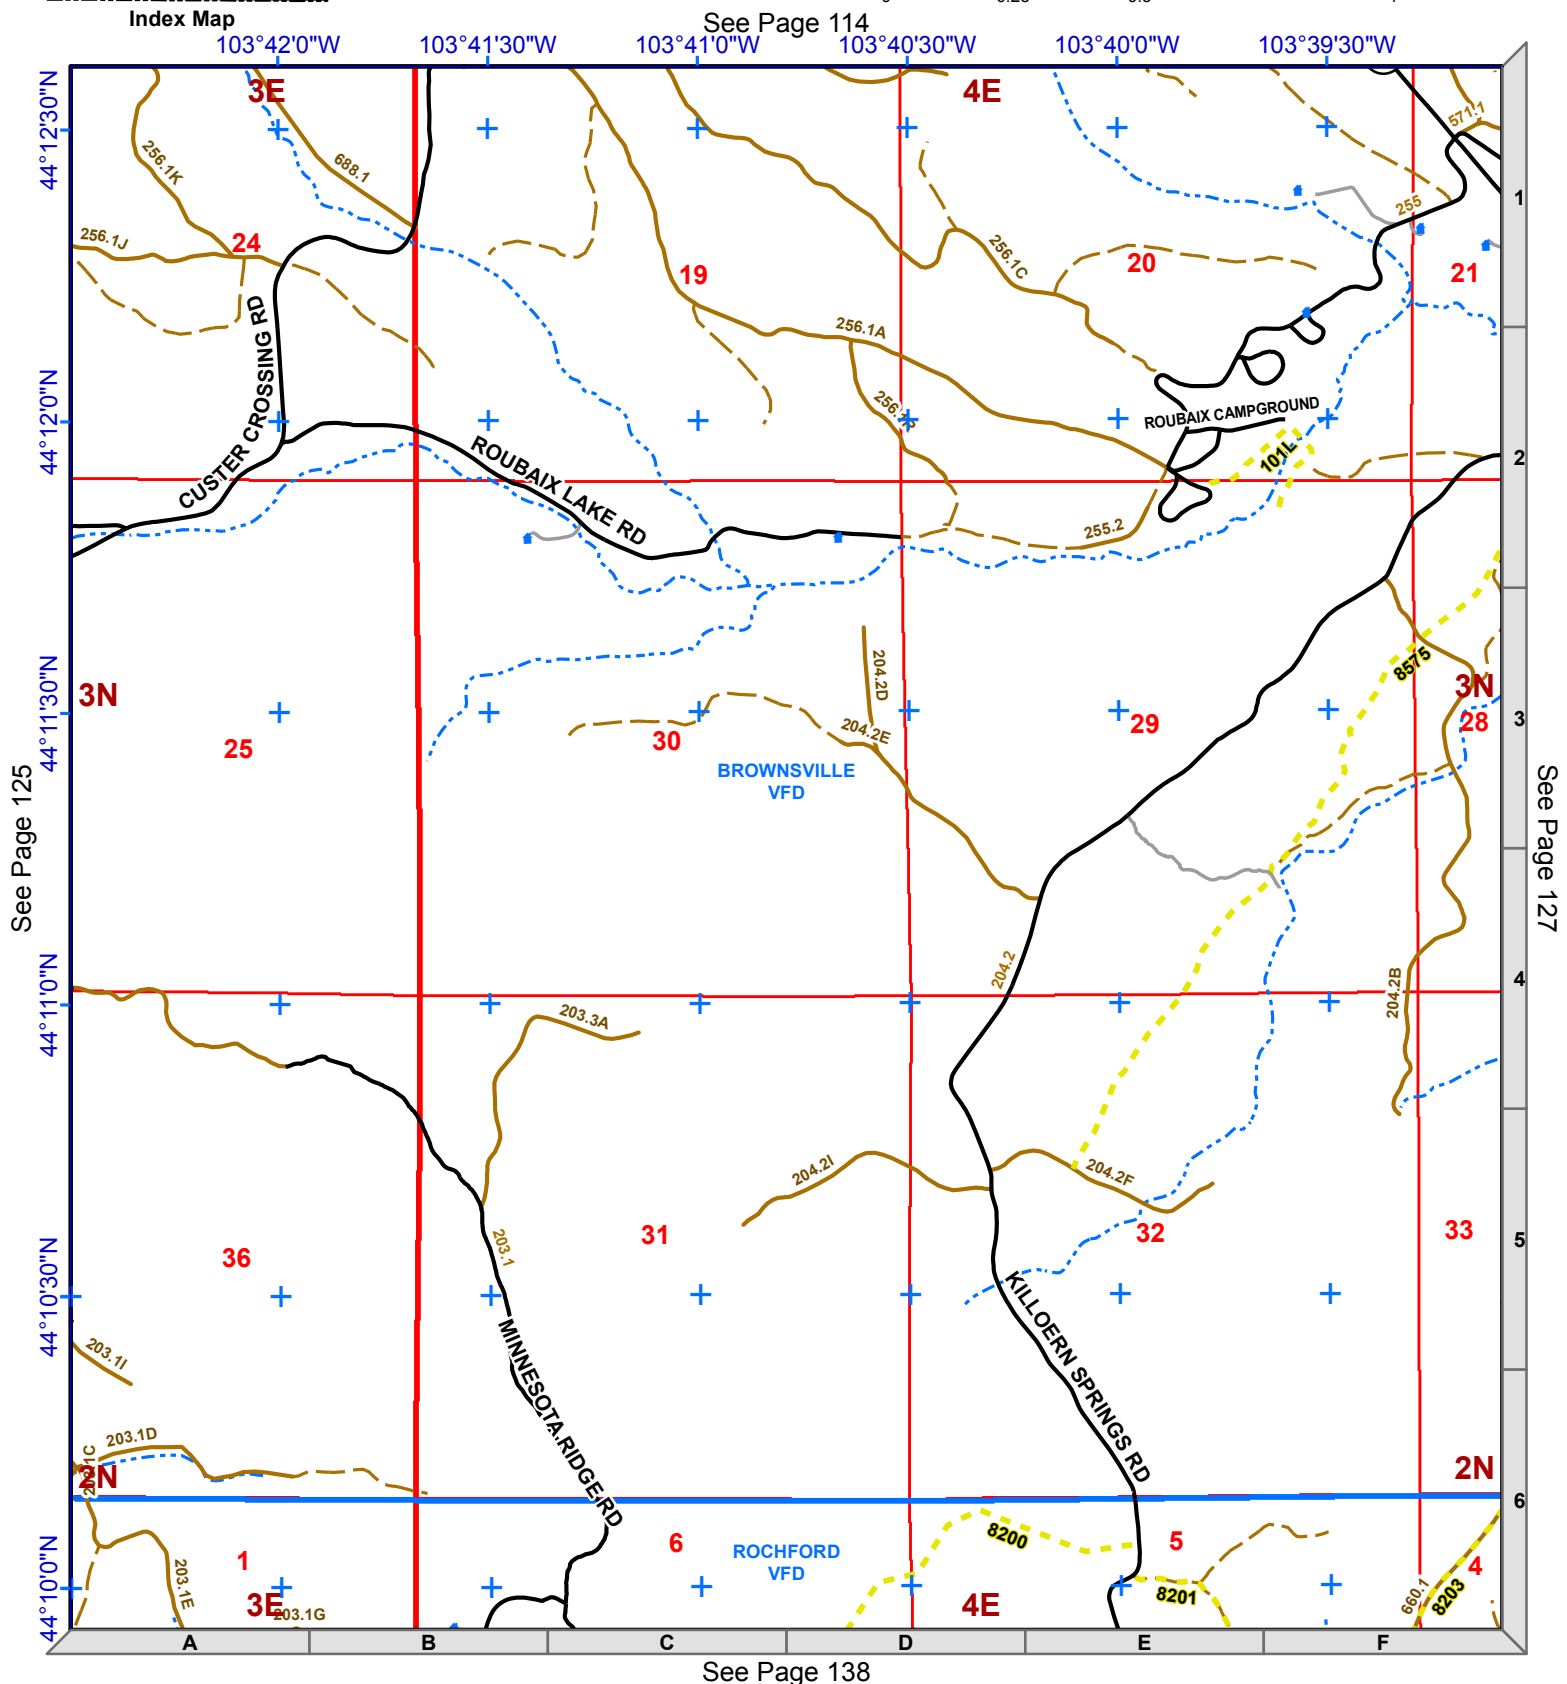 Index Map
See Page 114
103°42'0"W
103°41'30"W
103°41'0"W
103°40'30"W
103°40'0"W
103°39'30"W
3E
4E
44°12'30"N
571.1
1
256.1K
688.1
255
256.1J
24
256.1C
20
21
19
CUSTER CROSSING RD
256.1A
256.1P
ROUBAIX CAMPGROUND
44°12'0"N
101L
2
ROUBAIX LAKE RD
255.2
3N
204.2D
8575
3N
44°11'30"N
204.2E
29
28
3
25
30
BROWNSVILLE
VFD
See Page 125
See Page 127
204.2
204.2B
4
44°11'0"N
203.3A
204.2I
204.2F
36
203.1
31
32
33
5
44°10'30"N
KILLOERN SPRINGS RD
MINNESOTA RIDGE RD
203.1I
203.1D
2N
2N
6
8200
6
5
ROCHFORD
VFD
1
4
44°10'0"N
203.1E
8201
660.1
8203
3E
203.1G
4E
A
B
C
D
E
F
See Page 138